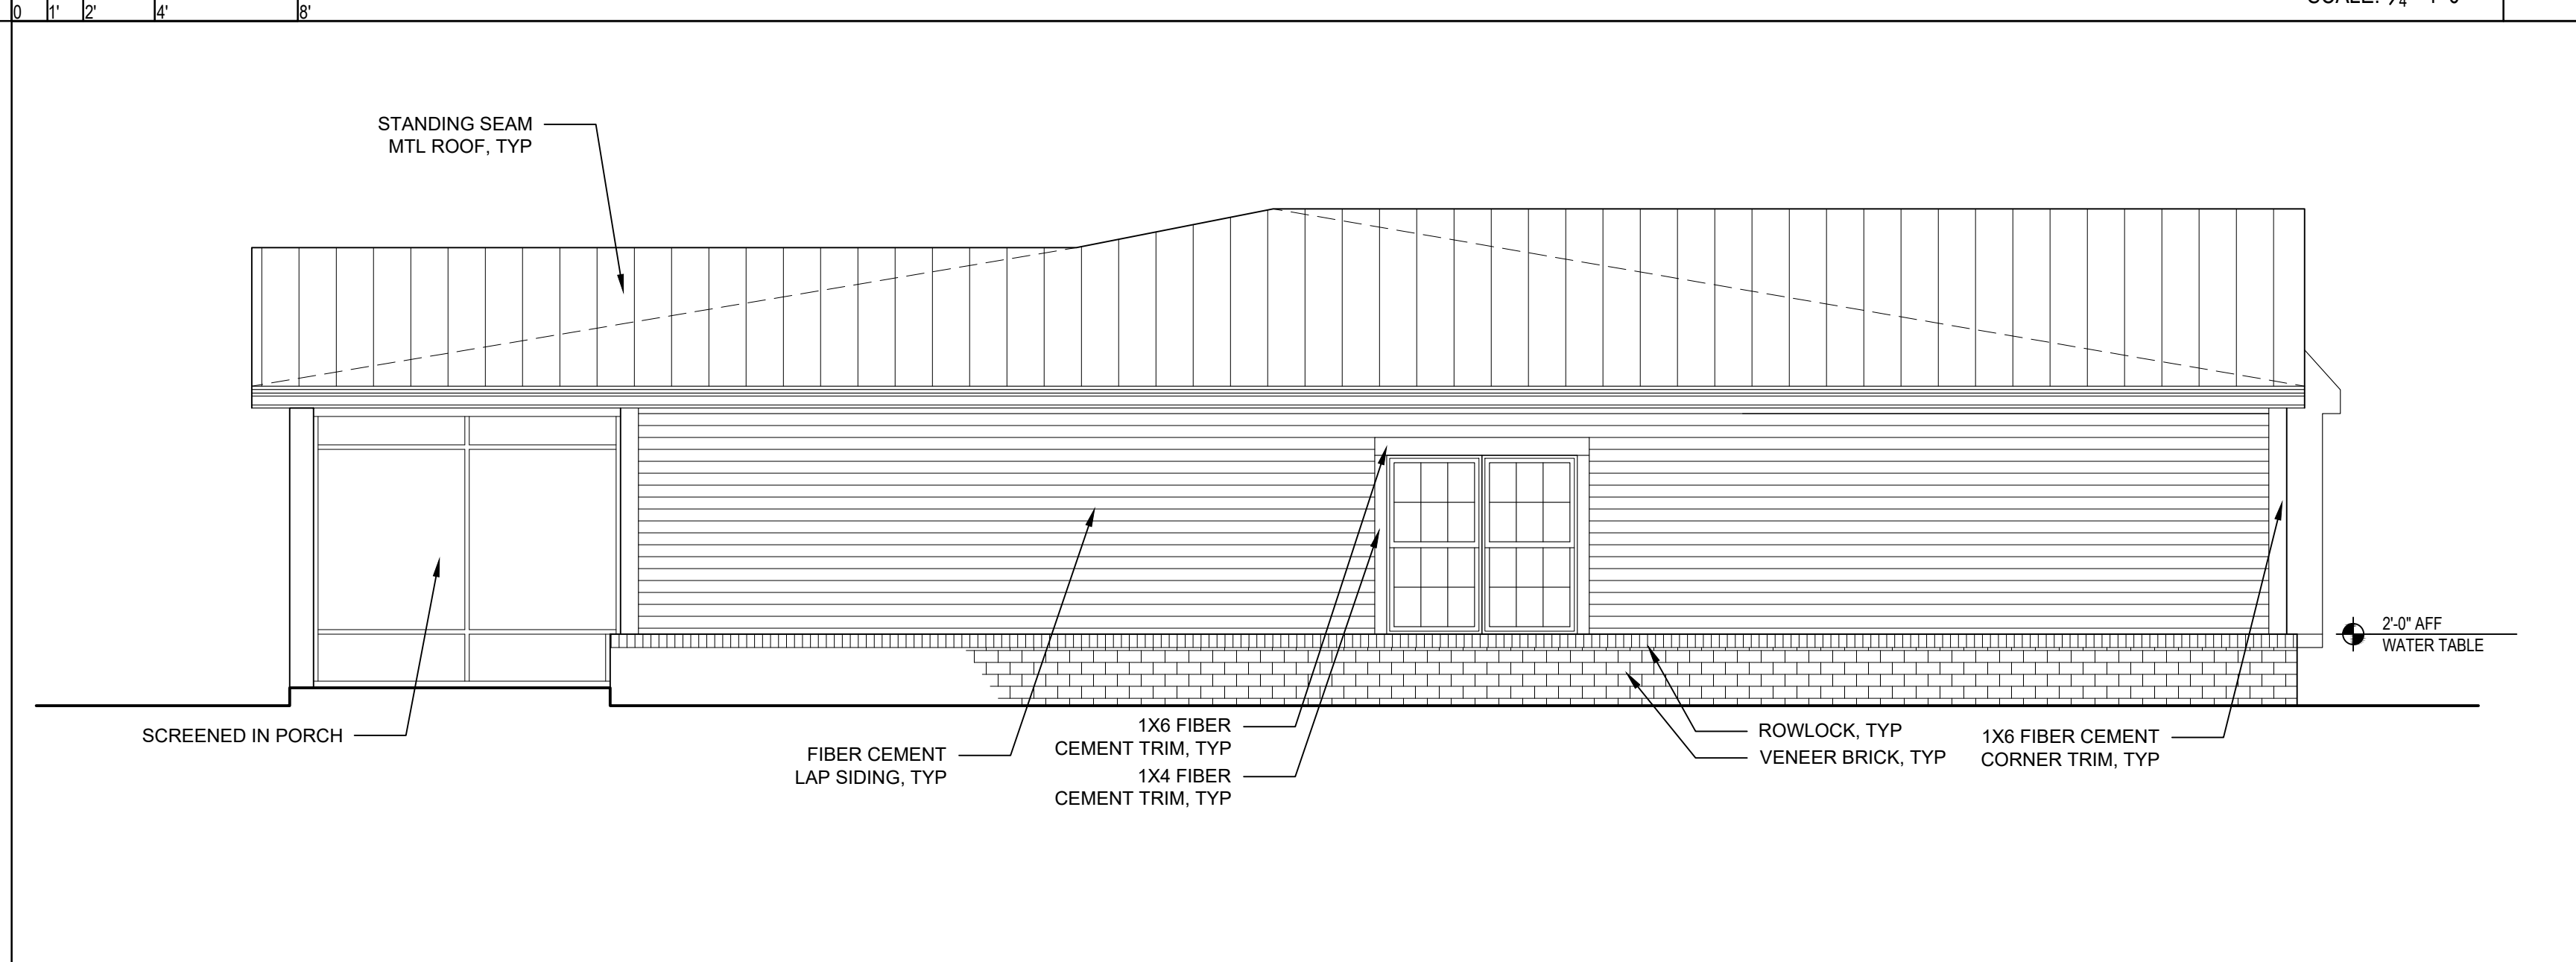 0 1' 2' 4' 8'
STANDING SEAM
MTL ROOF, TYP
2'-0" AFF
WATER TABLE
SCREENED IN PORCH
FIBER CEMENT
LAP SIDING, TYP
1X6 FIBER
CEMENT TRIM, TYP
1X4 FIBER
CEMENT TRIM, TYP
ROWLOCK, TYP
VENEER BRICK, TYP
1X6 FIBER CEMENT
CORNER TRIM, TYP